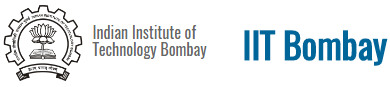 Indian Institute of
Technology Bombay
IIT Bombay